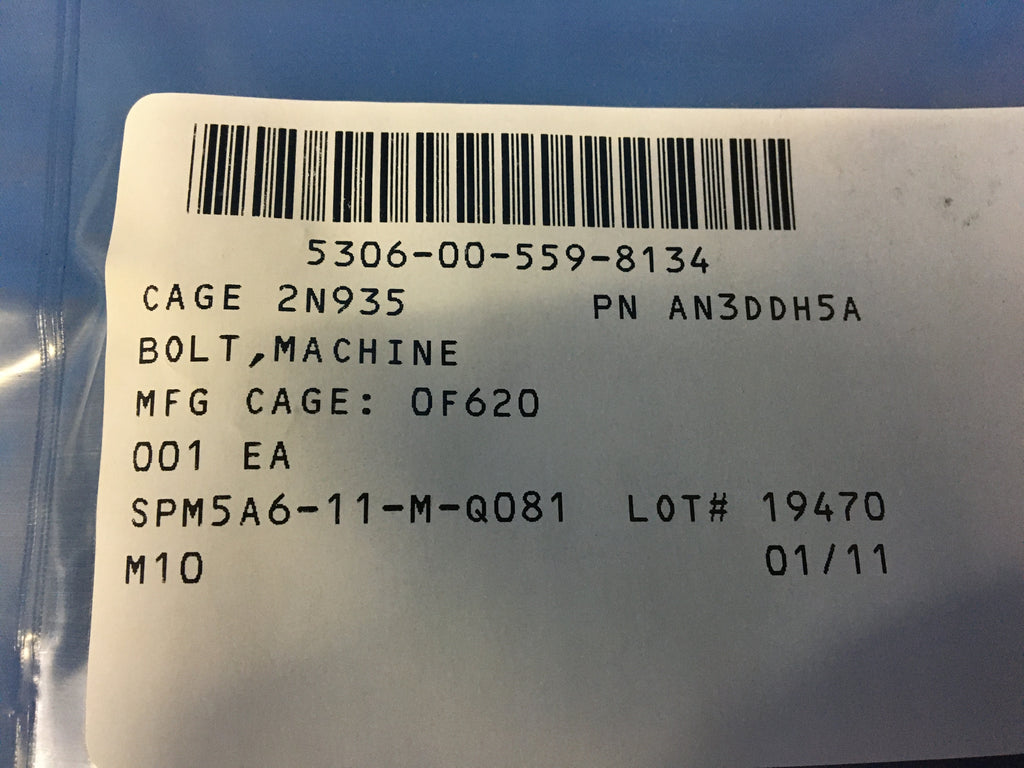 5306-00-559-8134
CAGE 2N935 PN AN3DDH5A
BOLT,MACHINE
MFG CAGE: 0F620
001 EA
SPM5A6-11-M-Q081 LOT# 19470
M10 01/11